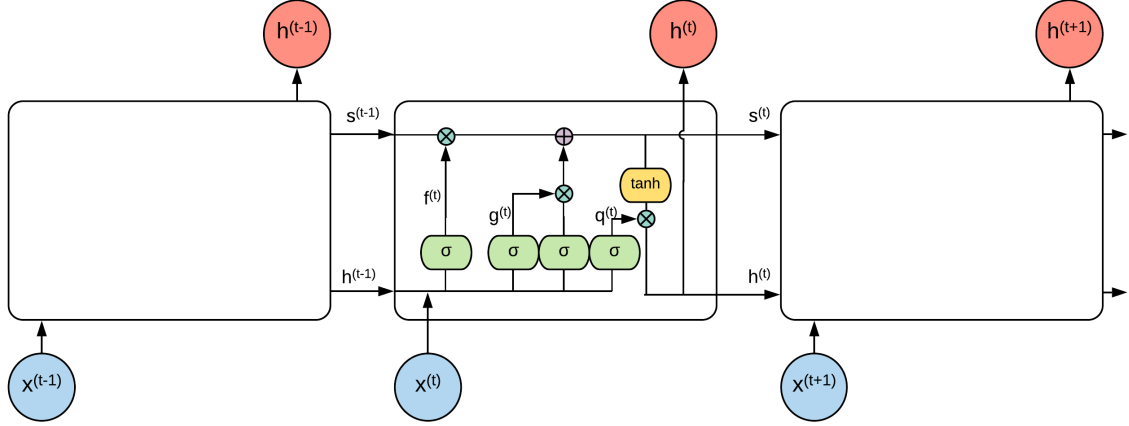 h(t-1)
h(t)
h(t+1)
s(t-1)
s(t)
tanh
f(t)
g(t)
q(t)
σ
σ
σ
σ
h(t-1)
h(t)
x(t-1)
x(t)
x(t+1)